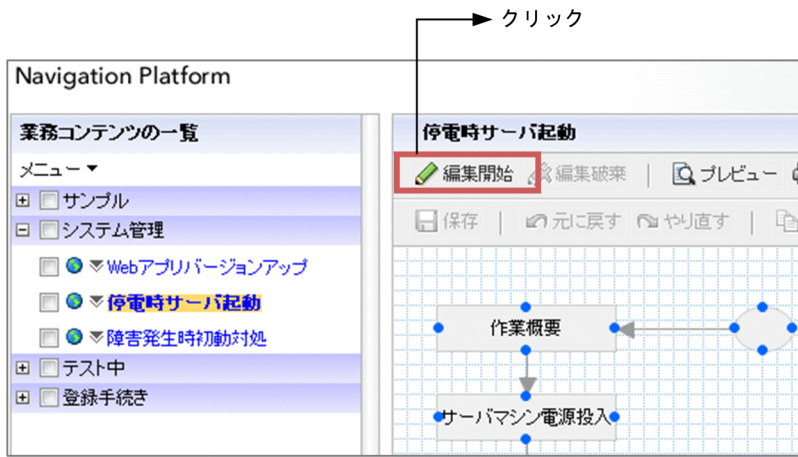 クリック
Navigation Platform
業務コンテンツの一覧
メニュー
サンプル
システム管理
Webアプリバージョンアップ
停電時サーバ起動
障害発生時初動対処
テスト中
登録手続き
停電時サーバ起動
編集開始 編集破棄 | プレビュー
保存 | 元に戻す やり直す |
作業概要
サーバマシン電源投入